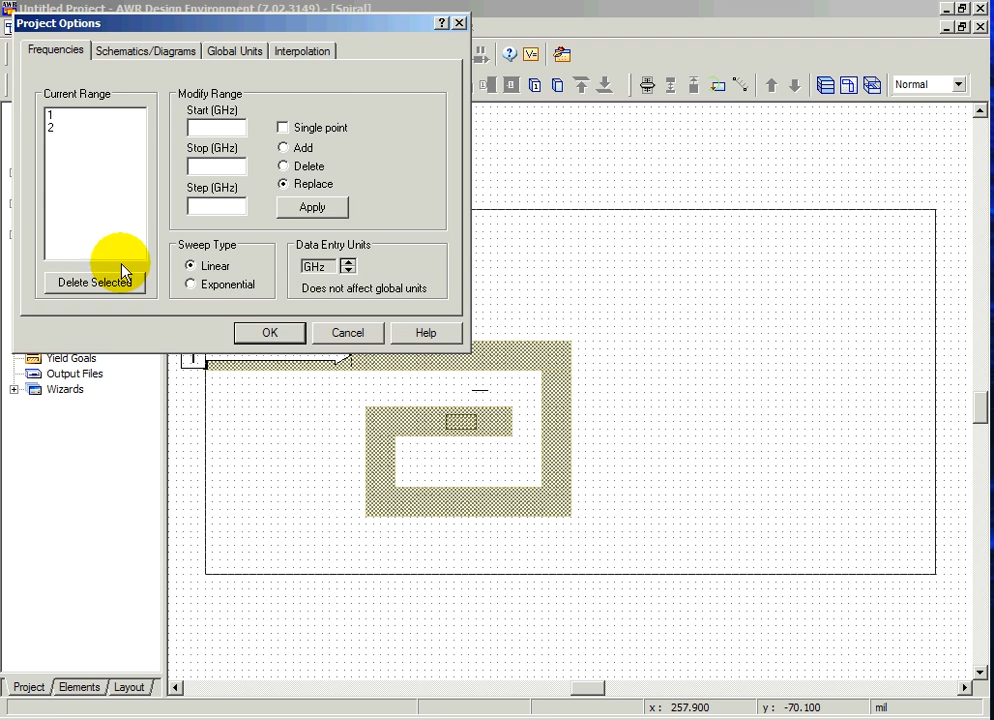 Untitled Project - AWR Design Environment (7.02.3149) - [Spiral]
Project Options
Frequencies
Schematics/Diagrams
Global Units
Interpolation
Normal
Current Range
1
2
Delete Selected
Modify Range
Start (GHz)
Stop (GHz)
Step (GHz)
Single point
Add
Delete
Replace
Apply
Sweep Type
Linear
Exponential
Data Entry Units
GHz
Does not affect global units
OK
Cancel
Help
1
Yield Goals
Output Files
Wizards
Project
Elements
Layout
x: 257.900
y: -70.100
mil